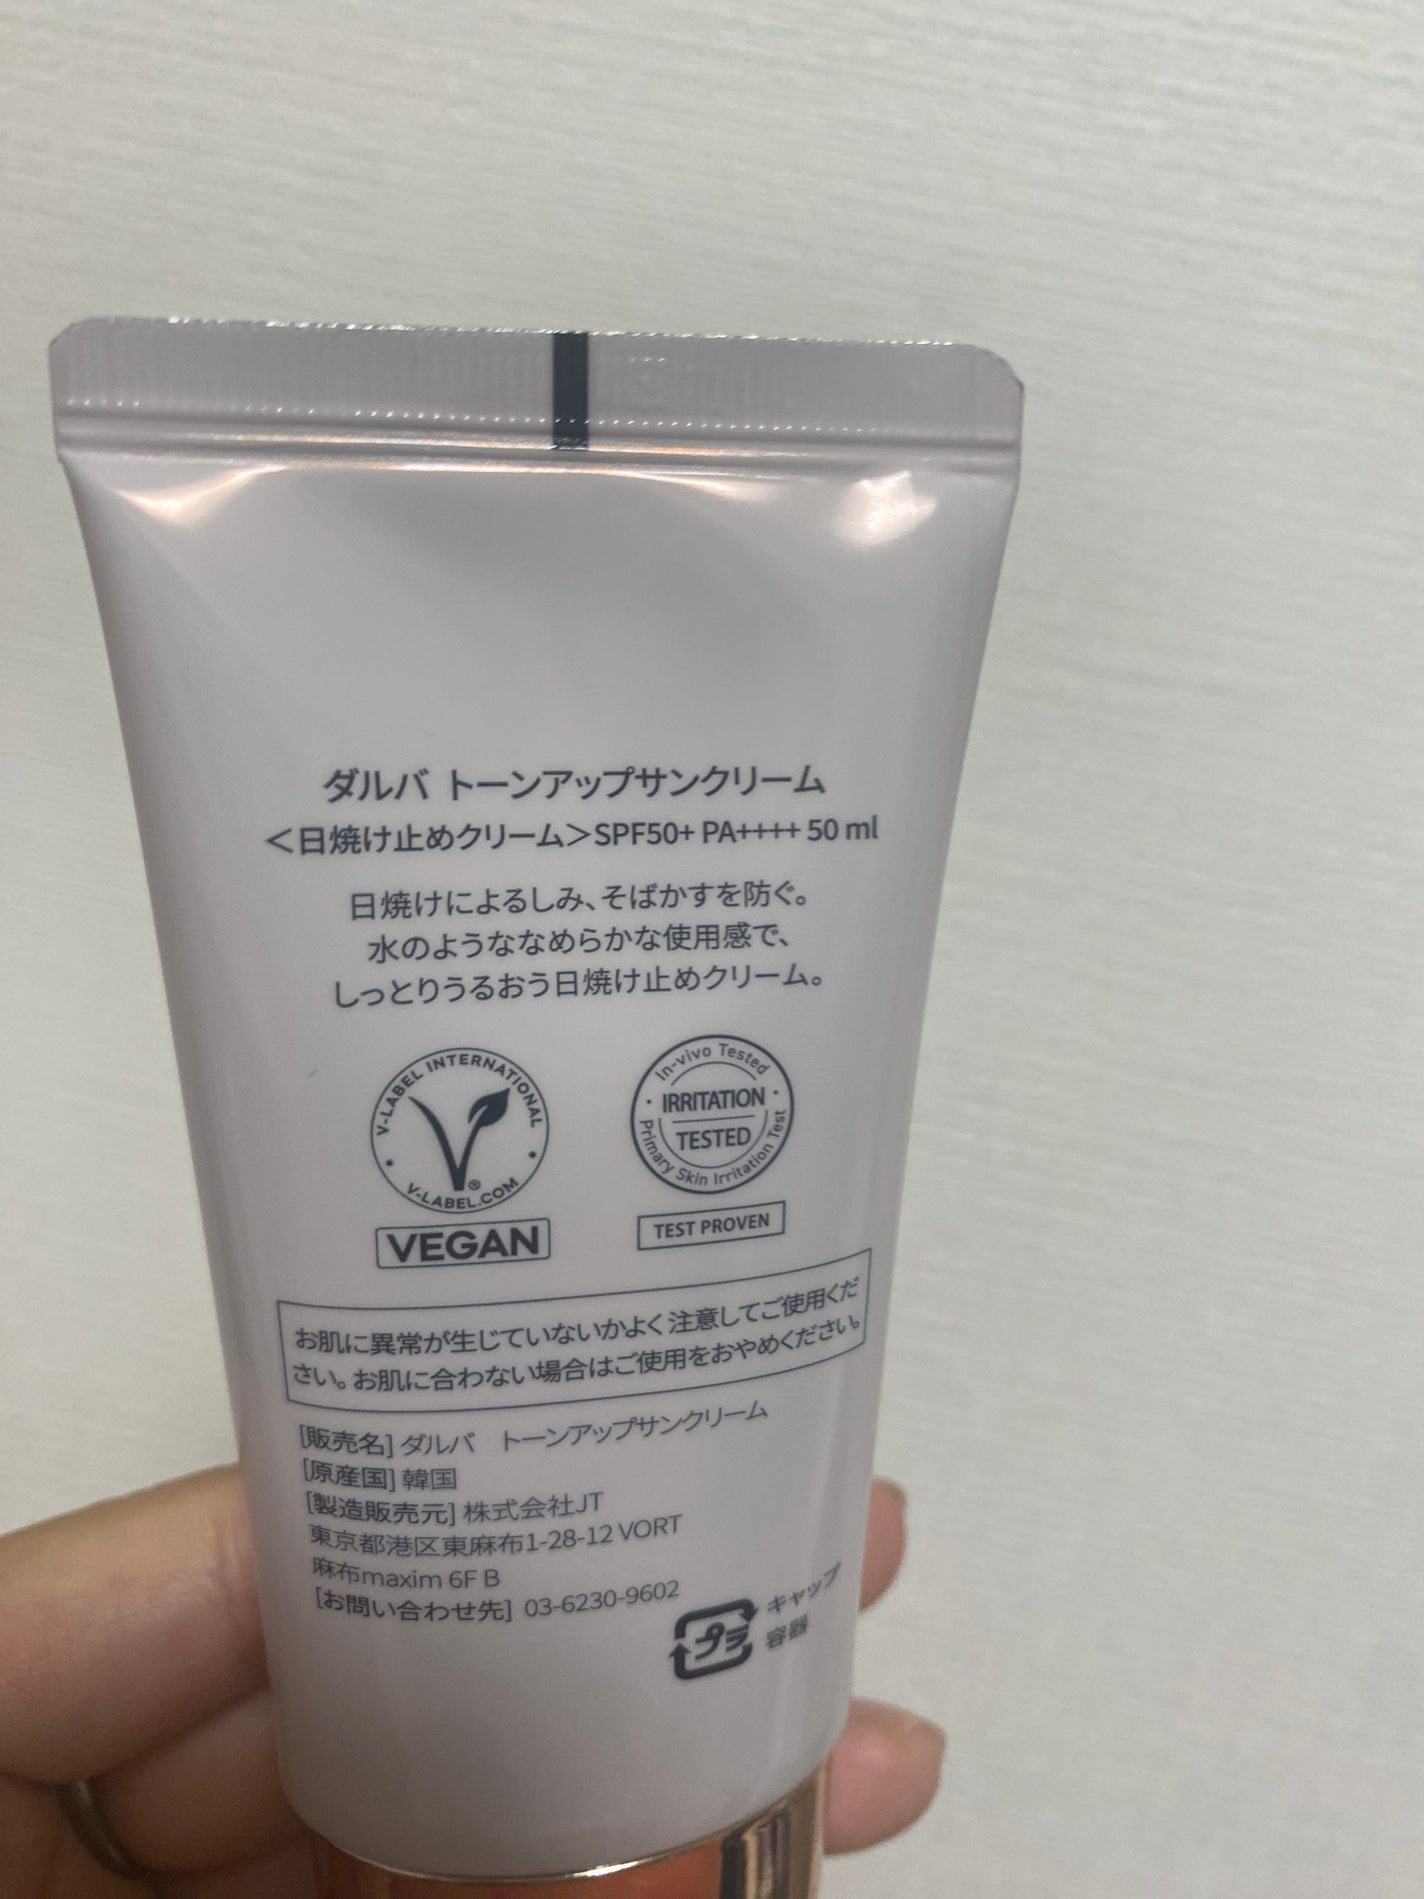 ダルバ トーンアップサンクリーム
＜日焼け止めクリーム＞SPF50+ PA++++ 50 ml
日焼けによるしみ、そばかすを防ぐ。
水のようななめらかな使用感で、
しっとりうるおう日焼け止めクリーム。
V-LABEL INTERNATIONAL
V-LABEL.COM
®
VEGAN
In-vivo Tested
IRRITATION
TESTED
Primary Skin Irritation Test
TEST PROVEN
お肌に異常が生じていないかよく注意してご使用くだ
さい。お肌に合わない場合はご使用をおやめください。
[販売名] ダルバ　トーンアップサンクリーム
[原産国] 韓国
[製造販売元] 株式会社JT
東京都港区東麻布1-28-12 VORT
麻布maxim 6F B
[お問い合わせ先] 03-6230-9602
プラ
キャップ
容器